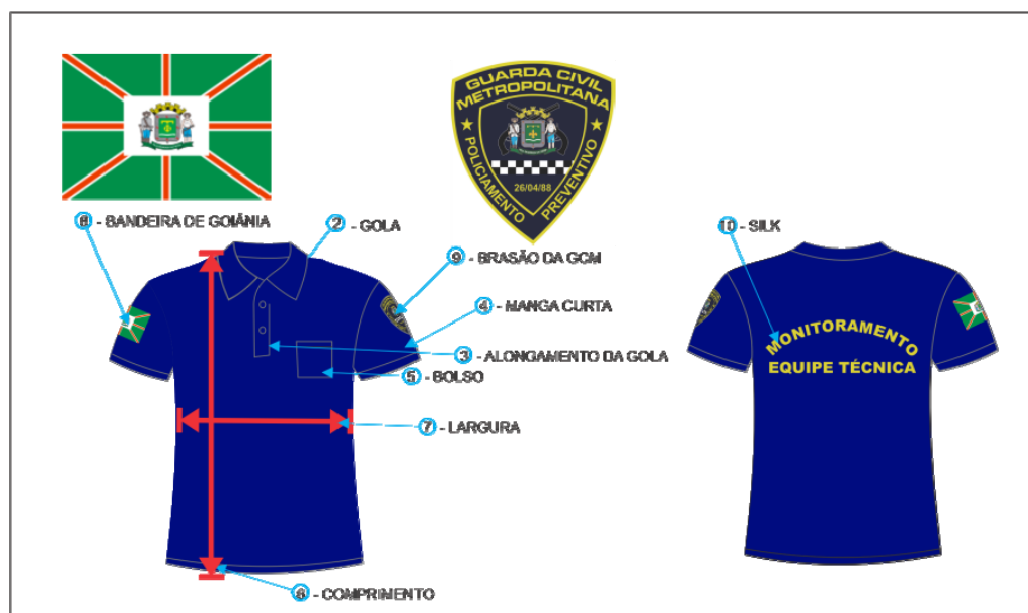 GUARDA CIVIL
METROPOLITANA
POLICIAMENTO
PREVENTIVO
26/04/88
8 - BANDEIRA DE GOIÂNIA
2 - GOLA
10 - SILK
9 - BRASÃO DA GCM
4 - MANGA CURTA
3 - ALONGAMENTO DA GOLA
5 - BOLSO
7 - LARGURA
6 - COMPRIMENTO
MONITORAMENTO
EQUIPE TÉCNICA